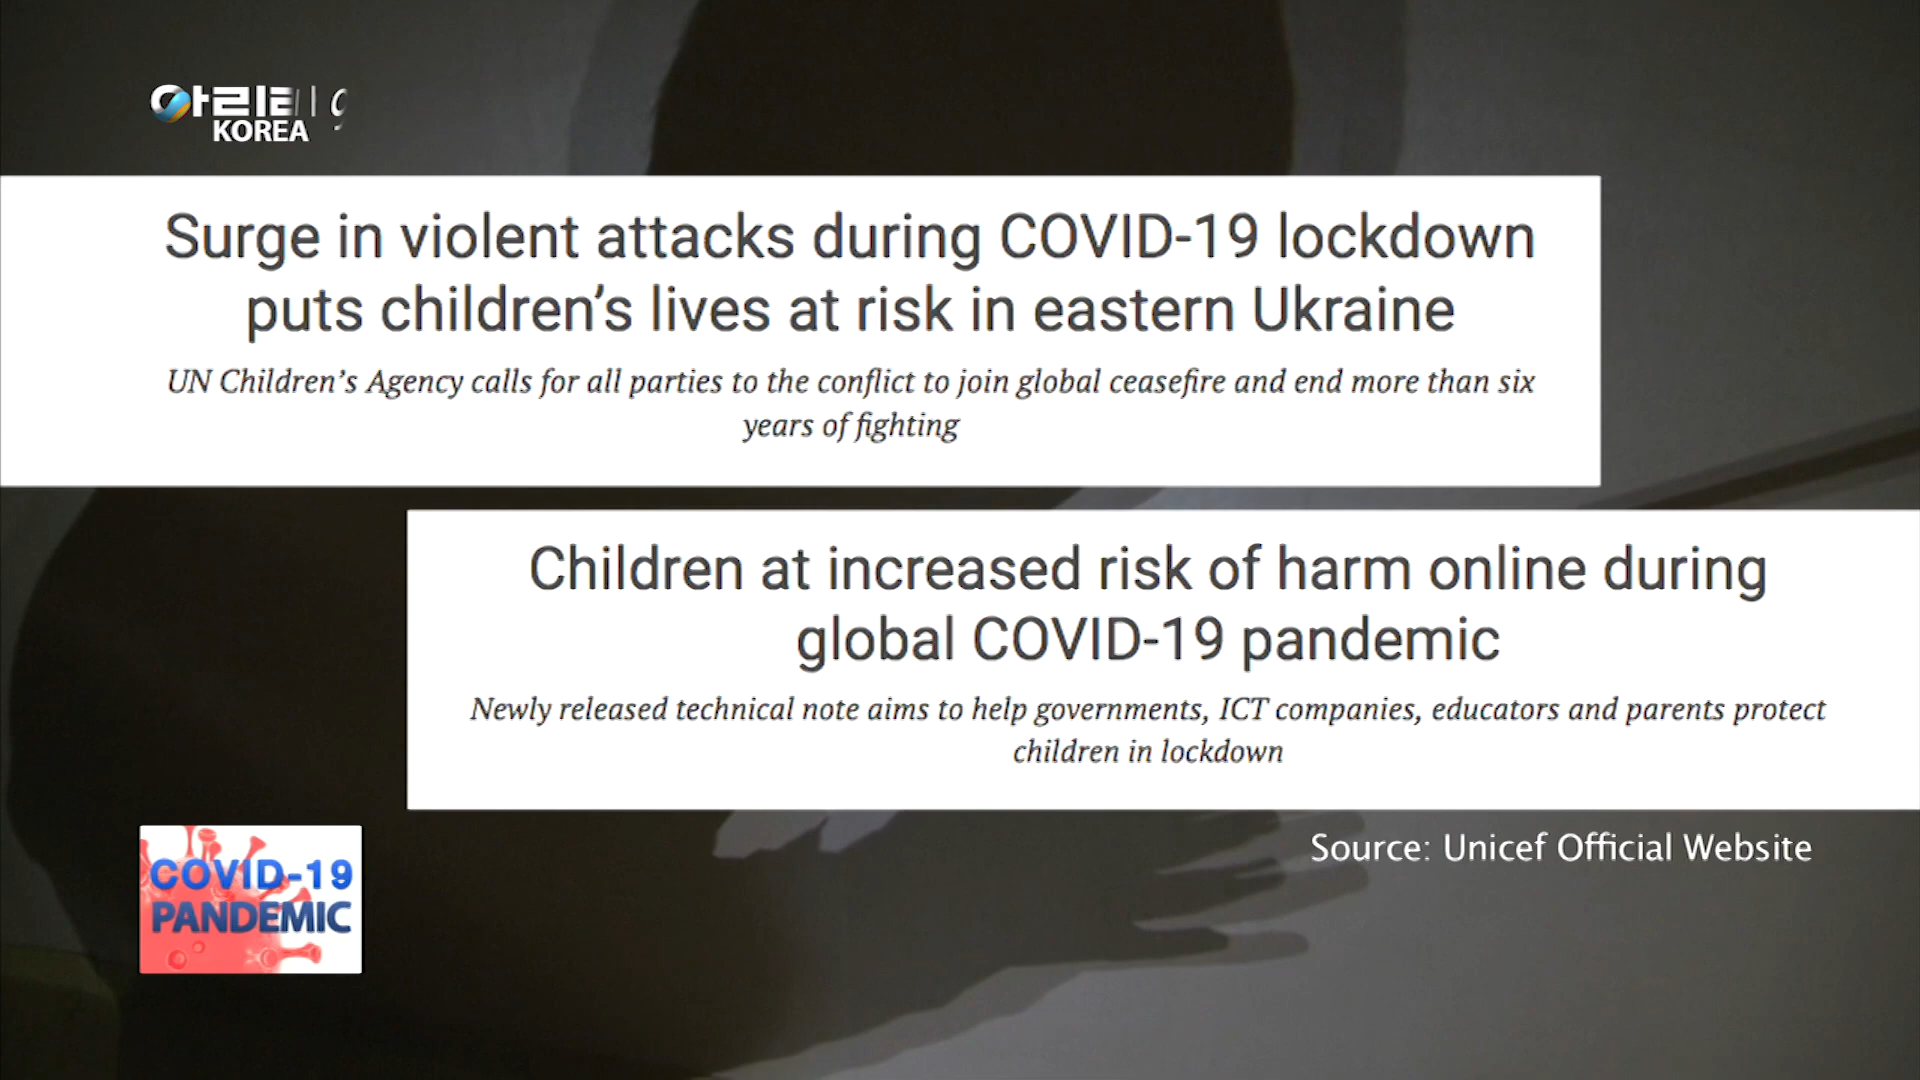 KOREA
Surge in violent attacks during COVID-19 lockdown
puts children’s lives at risk in eastern Ukraine
UN Children’s Agency calls for all parties to the conflict to join global ceasefire and end more than six
years of fighting
Children at increased risk of harm online during
global COVID-19 pandemic
Newly released technical note aims to help governments, ICT companies, educators and parents protect
children in lockdown
Source: Unicef Official Website
COVID-19
PANDEMIC